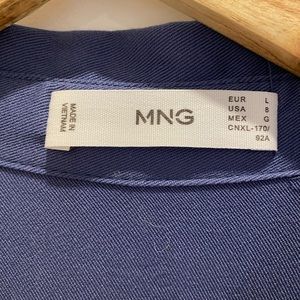 MADE IN
VIETNAM
MNG
EUR L
USA 8
MEX G
CNXL-170/
92A